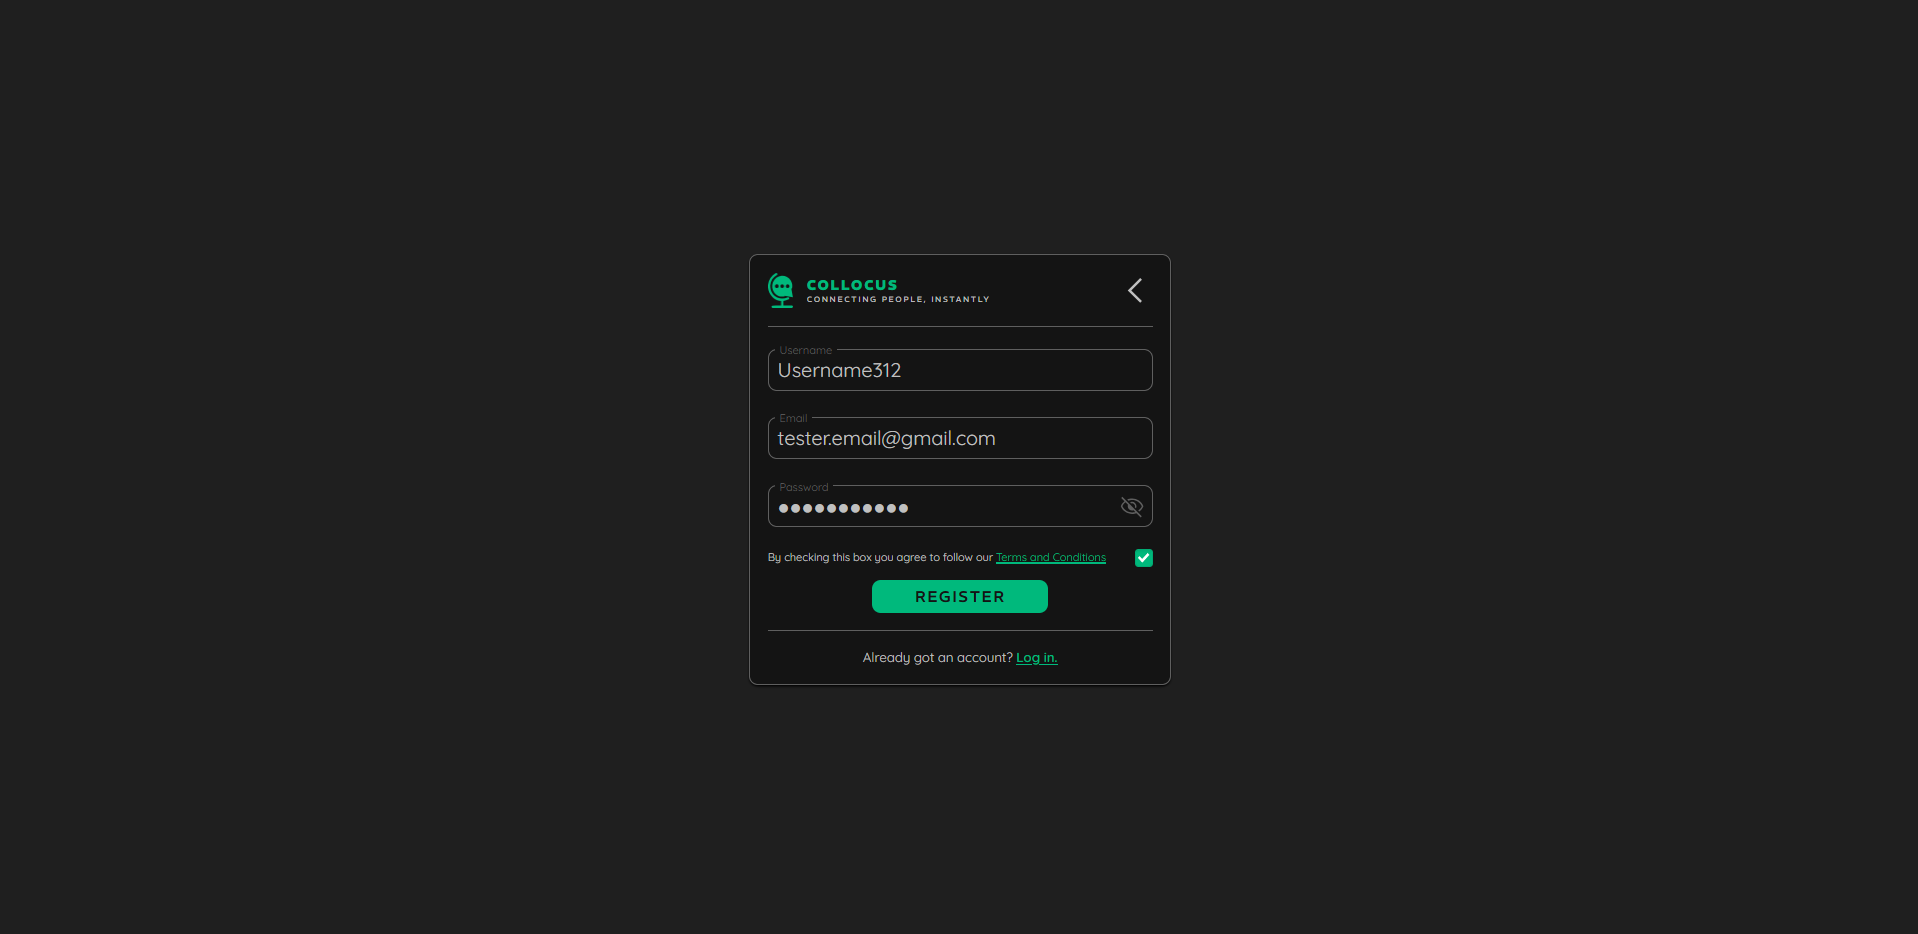 COLLOCUS
CONNECTING PEOPLE, INSTANTLY
Username
Username312
Email
tester.email@gmail.com
Password
By checking this box you agree to follow our Terms and Conditions
REGISTER
Already got an account? Log in.